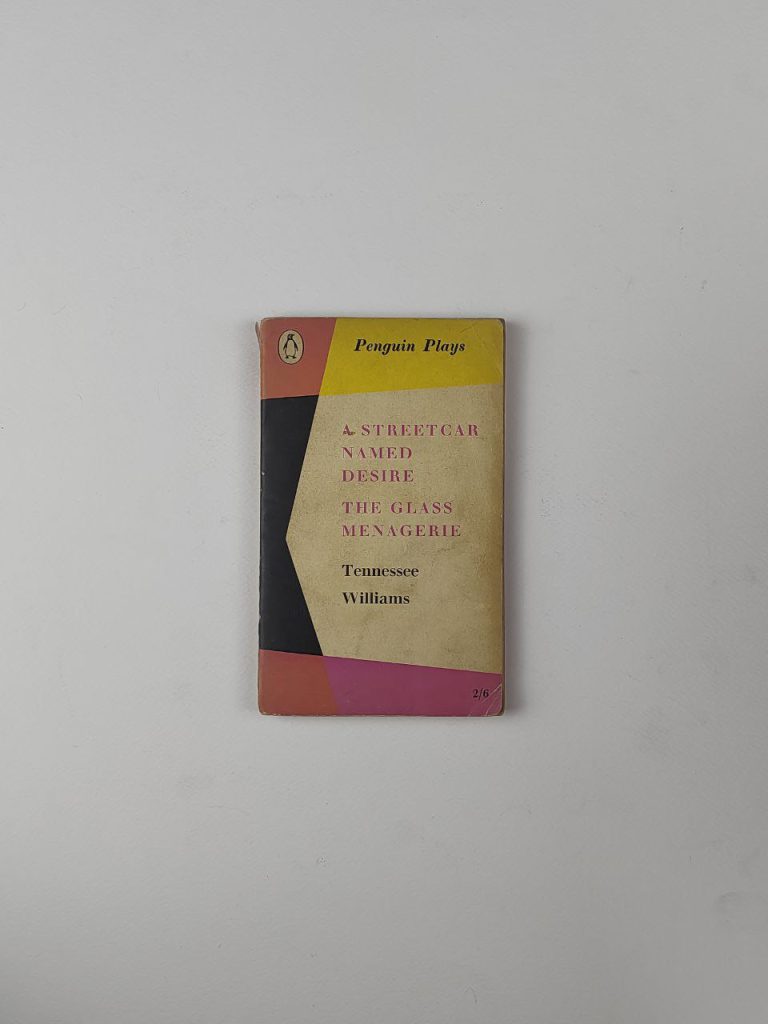 Penguin Plays
A STREETCAR
NAMED
DESIRE
THE GLASS
MENAGERIE
Tennessee
Williams
2/6